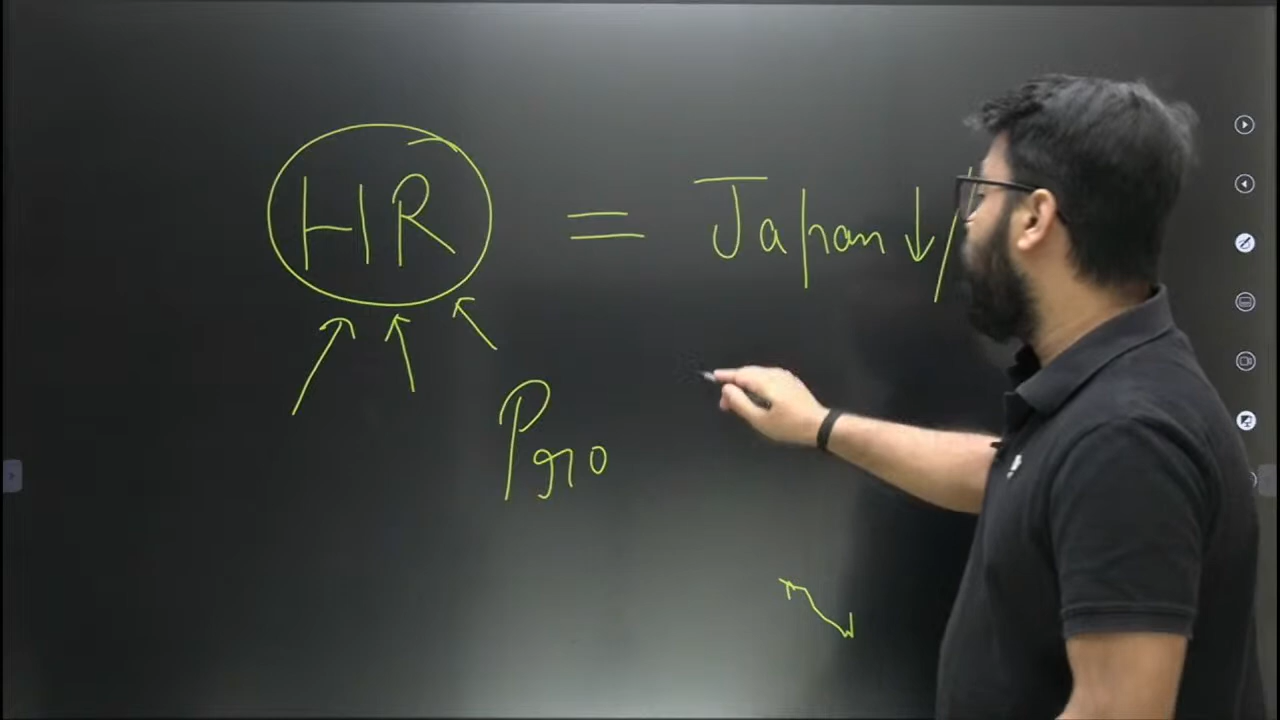 HR = Japan ↓ /
Pro